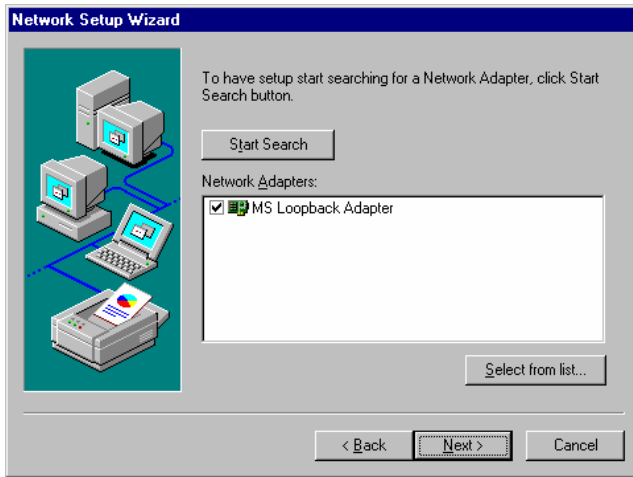 Network Setup Wizard
To have setup start searching for a Network Adapter, click Start
Search button.
Start Search
Network Adapters:
MS Loopback Adapter
Select from list...
< Back
Next >
Cancel